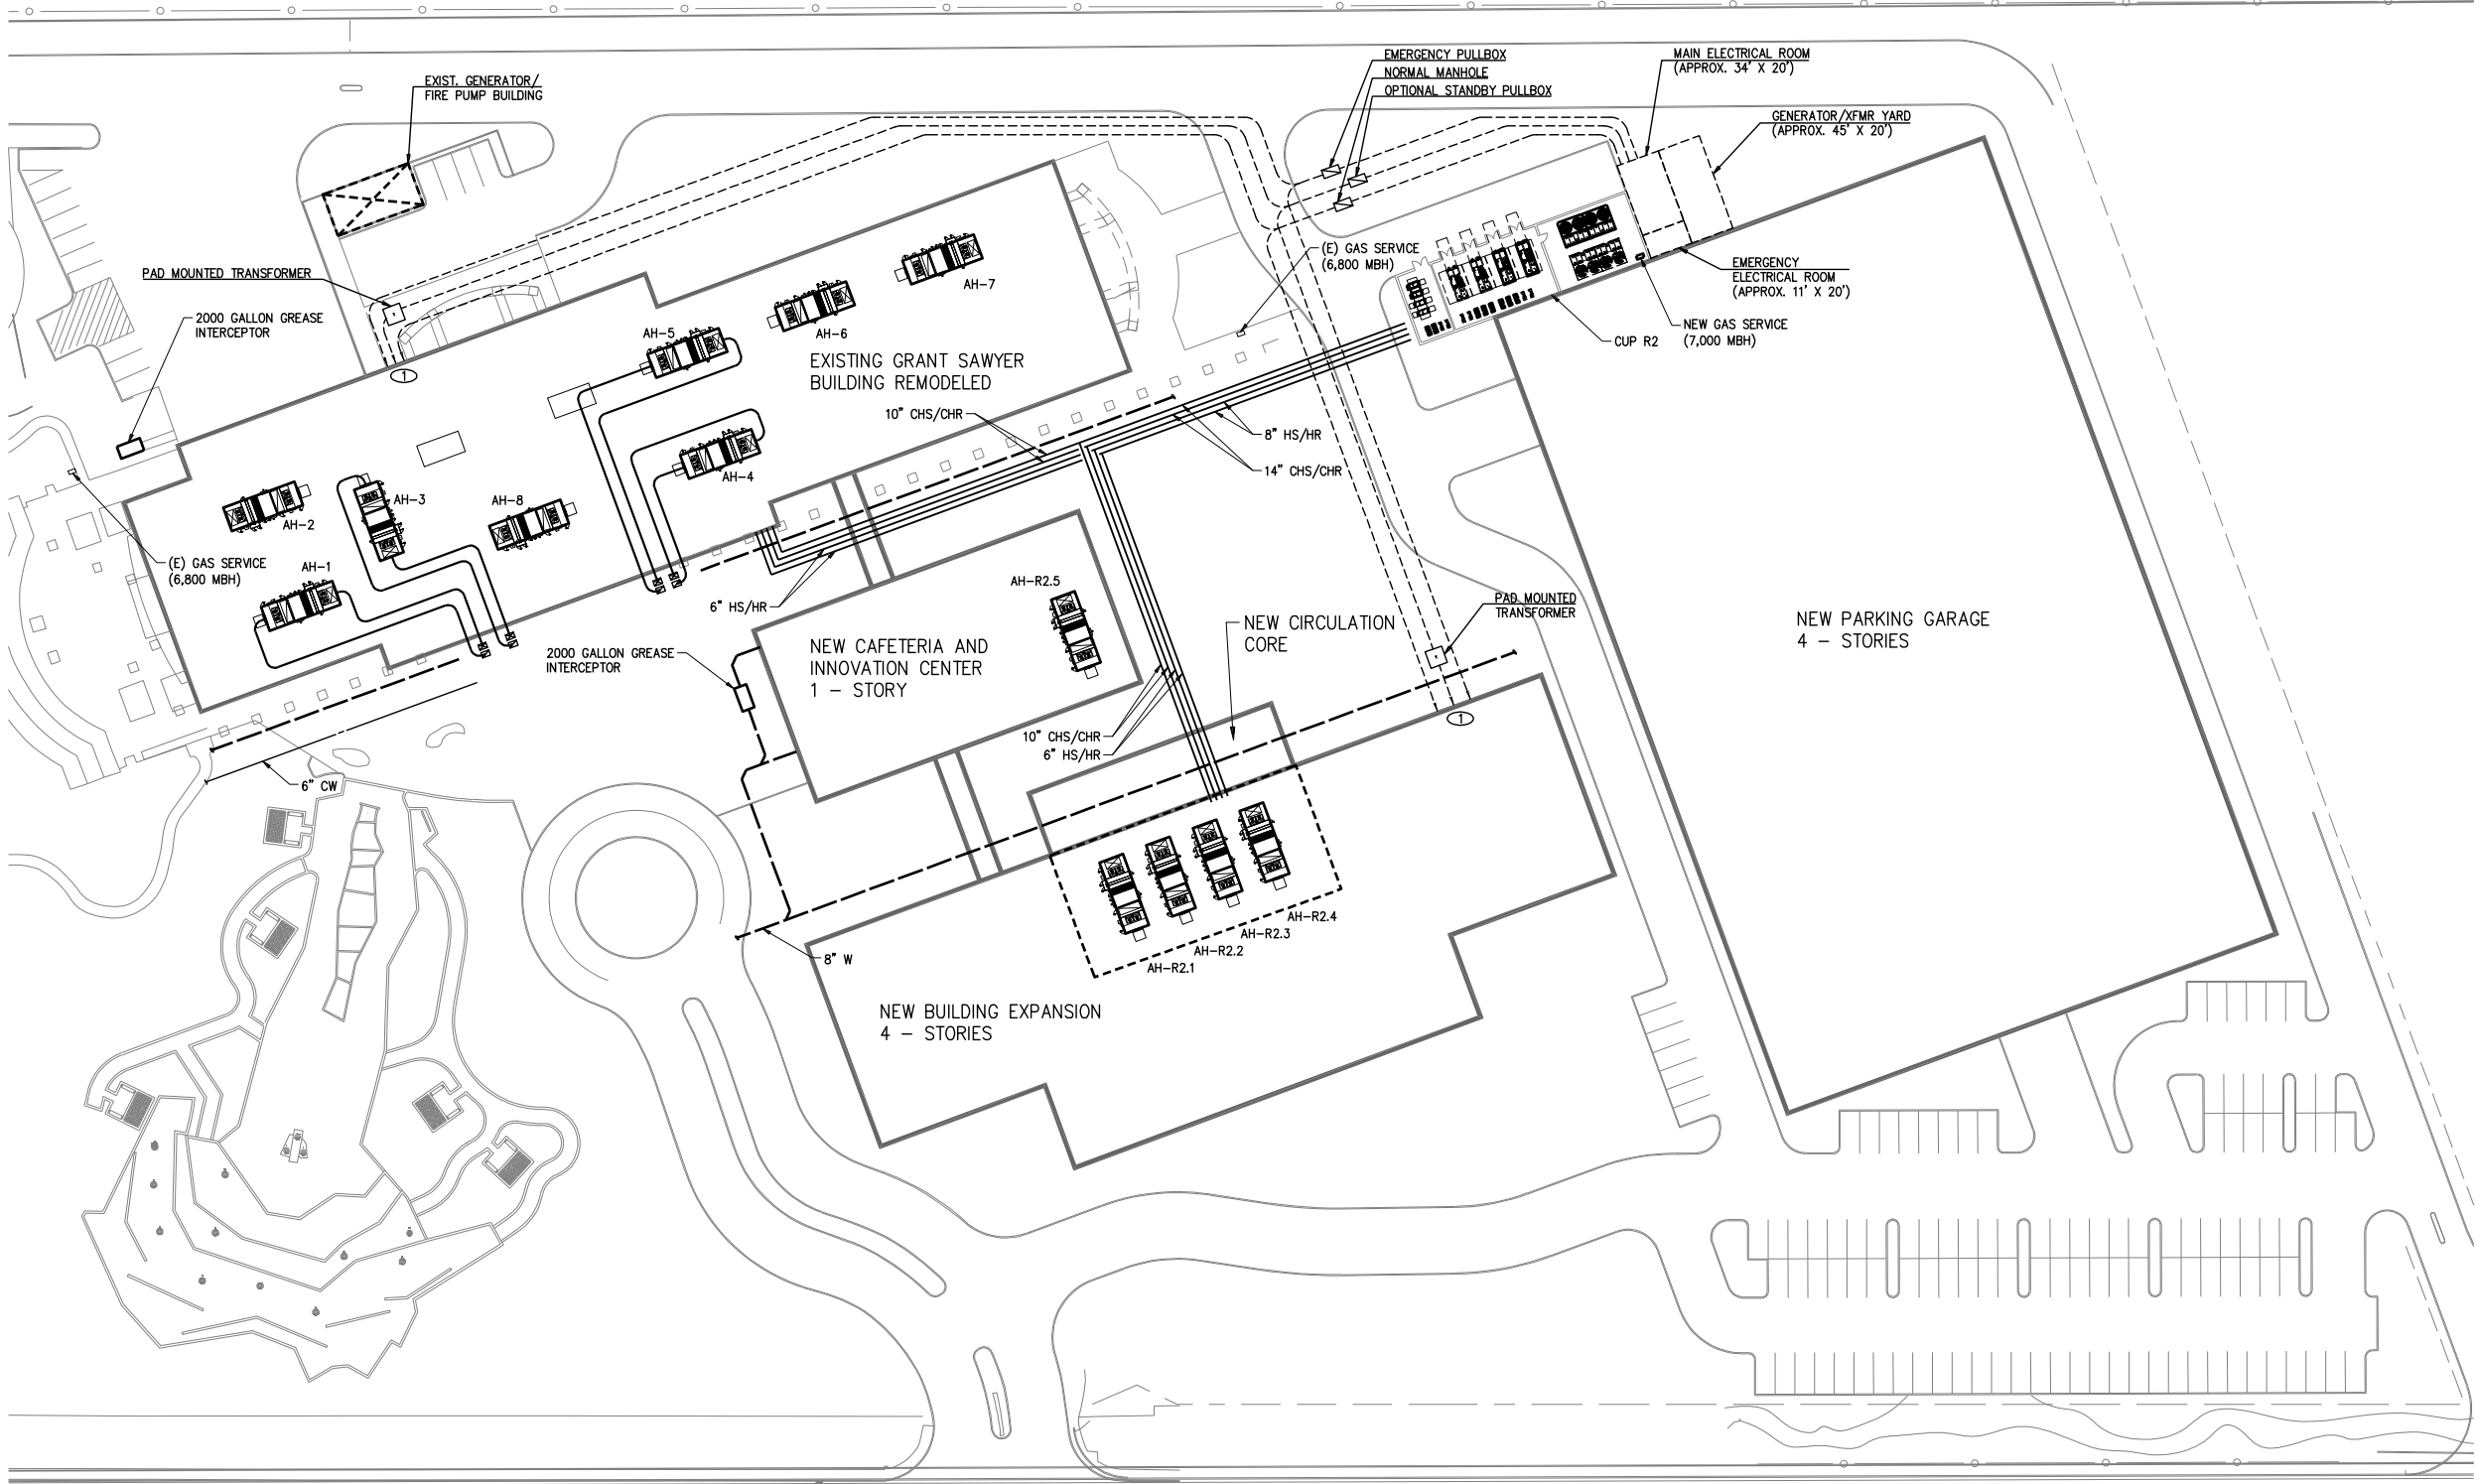 EMERGENCY PULLBOX
NORMAL MANHOLE
OPTIONAL STANDBY PULLBOX
MAIN ELECTRICAL ROOM
(APPROX. 34' X 20')
EXIST. GENERATOR/
FIRE PUMP BUILDING
GENERATOR/XFMR YARD
(APPROX. 45' X 20')
(E) GAS SERVICE
(6,800 MBH)
EMERGENCY
ELECTRICAL ROOM
(APPROX. 11' X 20')
PAD MOUNTED TRANSFORMER
2000 GALLON GREASE
INTERCEPTOR
AH-7
AH-6
AH-5
NEW GAS SERVICE
(7,000 MBH)
CUP R2
EXISTING GRANT SAWYER
BUILDING REMODELED
1
10" CHS/CHR
8" HS/HR
14" CHS/CHR
AH-4
AH-3
AH-8
AH-2
(E) GAS SERVICE
(6,800 MBH)
AH-1
AH-R2.5
6" HS/HR
PAD MOUNTED
TRANSFORMER
NEW CIRCULATION
CORE
NEW PARKING GARAGE
4 - STORIES
2000 GALLON GREASE
INTERCEPTOR
NEW CAFETERIA AND
INNOVATION CENTER
1 - STORY
1
10" CHS/CHR
6" HS/HR
6" CW
AH-R2.4
AH-R2.3
AH-R2.2
AH-R2.1
8" W
NEW BUILDING EXPANSION
4 - STORIES